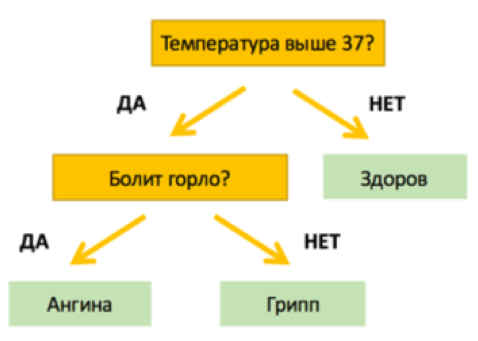 Температура выше 37?
ДА
НЕТ
Болит горло?
Здоров
ДА
НЕТ
Ангина
Грипп